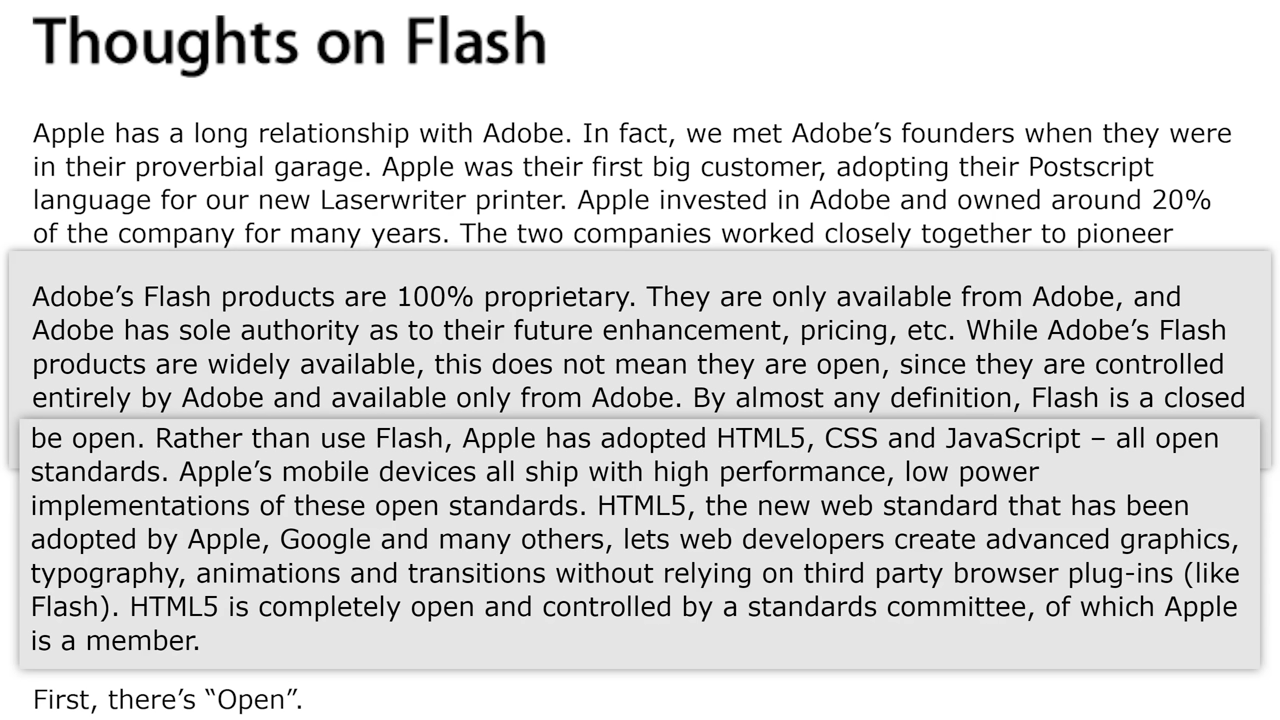 Thoughts on Flash
Apple has a long relationship with Adobe. In fact, we met Adobe’s founders when they were
in their proverbial garage. Apple was their first big customer, adopting their Postscript
language for our new Laserwriter printer. Apple invested in Adobe and owned around 20%
of the company for many years. The two companies worked closely together to pioneer
Adobe’s Flash products are 100% proprietary. They are only available from Adobe, and
Adobe has sole authority as to their future enhancement, pricing, etc. While Adobe’s Flash
products are widely available, this does not mean they are open, since they are controlled
entirely by Adobe and available only from Adobe. By almost any definition, Flash is a closed
be open. Rather than use Flash, Apple has adopted HTML5, CSS and JavaScript – all open
standards. Apple’s mobile devices all ship with high performance, low power
implementations of these open standards. HTML5, the new web standard that has been
adopted by Apple, Google and many others, lets web developers create advanced graphics,
typography, animations and transitions without relying on third party browser plug-ins (like
Flash). HTML5 is completely open and controlled by a standards committee, of which Apple
is a member.
First, there’s “Open”.